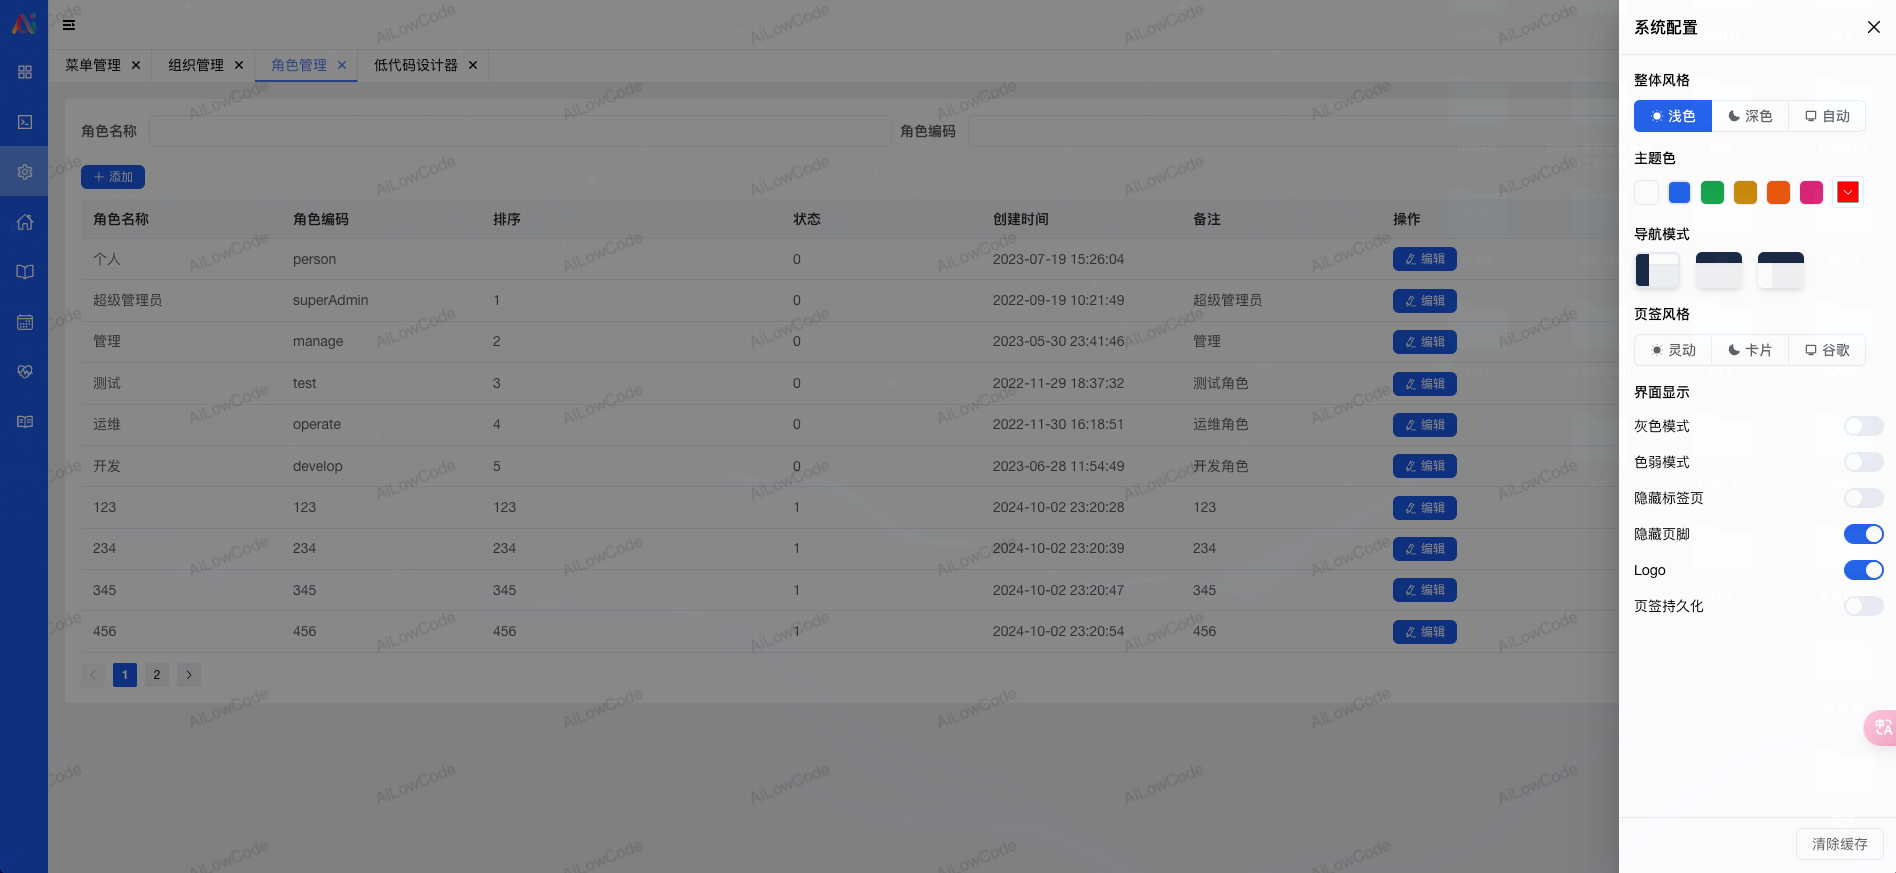 系统配置
菜单管理 组织管理 角色管理 低代码设计器
整体风格
浅色 深色 自动
角色名称 角色编码
主题色
添加
角色名称 角色编码 排序 状态 创建时间 备注 操作
个人 person 0 2023-07-19 15:26:04 编辑
超级管理员 superAdmin 1 0 2022-09-19 10:21:49 超级管理员 编辑
管理 manage 2 0 2023-05-30 23:41:46 管理 编辑
测试 test 3 0 2022-11-29 18:37:32 测试角色 编辑
运维 operate 4 0 2022-11-30 16:18:51 运维角色 编辑
开发 develop 5 0 2023-06-28 11:54:49 开发角色 编辑
123 123 123 1 2024-10-02 23:20:28 123 编辑
234 234 234 1 2024-10-02 23:20:39 234 编辑
345 345 345 1 2024-10-02 23:20:47 345 编辑
456 456 456 1 2024-10-02 23:20:54 456 编辑
1 2
导航模式
页签风格
灵动 卡片 谷歌
界面显示
灰色模式
色弱模式
隐藏标签页
隐藏页脚
Logo
页签持久化
清除缓存
AiLowCode